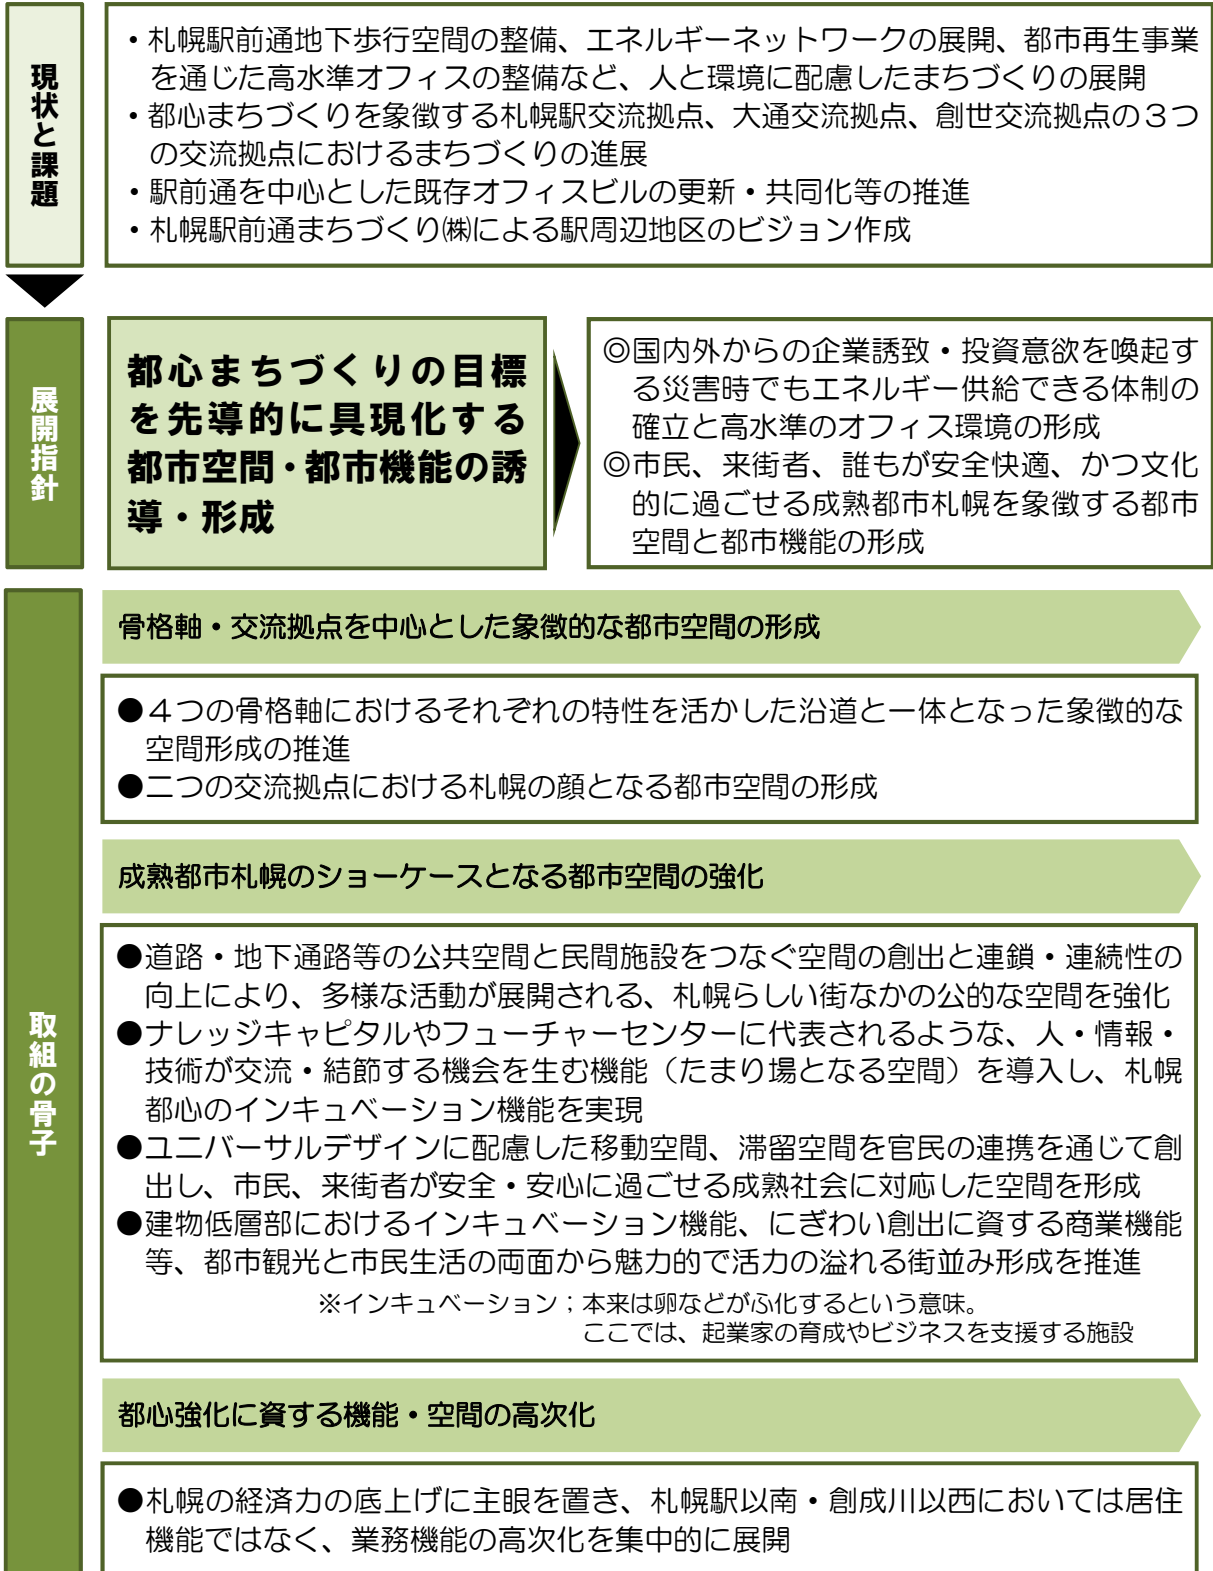 現状と課題
・札幌駅前通地下歩行空間の整備、エネルギーネットワークの展開、都市再生事業
を通じた高水準オフィスの整備など、人と環境に配慮したまちづくりの展開
・都心まちづくりを象徴する札幌駅交流拠点、大通交流拠点、創世交流拠点の３つ
の交流拠点におけるまちづくりの進展
・駅前通を中心とした既存オフィスビルの更新・共同化等の推進
・札幌駅前通まちづくり㈱による駅周辺地区のビジョン作成
展開指針
都心まちづくりの目標
を先導的に具現化する
都市空間・都市機能の誘
導・形成
◎国内外からの企業誘致・投資意欲を喚起す
る災害時でもエネルギー供給できる体制の
確立と高水準のオフィス環境の形成
◎市民、来街者、誰もが安全快適、かつ文化
的に過ごせる成熟都市札幌を象徴する都市
空間と都市機能の形成
取組の骨子
骨格軸・交流拠点を中心とした象徴的な都市空間の形成
●４つの骨格軸におけるそれぞれの特性を活かした沿道と一体となった象徴的な
空間形成の推進
●二つの交流拠点における札幌の顔となる都市空間の形成
成熟都市札幌のショーケースとなる都市空間の強化
●道路・地下通路等の公共空間と民間施設をつなぐ空間の創出と連鎖・連続性の
向上により、多様な活動が展開される、札幌らしい街なかの公的な空間を強化
●ナレッジキャピタルやフューチャーセンターに代表されるような、人・情報・
技術が交流・結節する機会を生む機能（たまり場となる空間）を導入し、札幌
都心のインキュベーション機能を実現
●ユニバーサルデザインに配慮した移動空間、滞留空間を官民の連携を通じて創
出し、市民、来街者が安全・安心に過ごせる成熟社会に対応した空間を形成
●建物低層部におけるインキュベーション機能、にぎわい創出に資する商業機能
等、都市観光と市民生活の両面から魅力的で活力の溢れる街並み形成を推進
※インキュベーション；本来は卵などがふ化するという意味。
ここでは、起業家の育成やビジネスを支援する施設
都心強化に資する機能・空間の高次化
●札幌の経済力の底上げに主眼を置き、札幌駅以南・創成川以西においては居住
機能ではなく、業務機能の高次化を集中的に展開